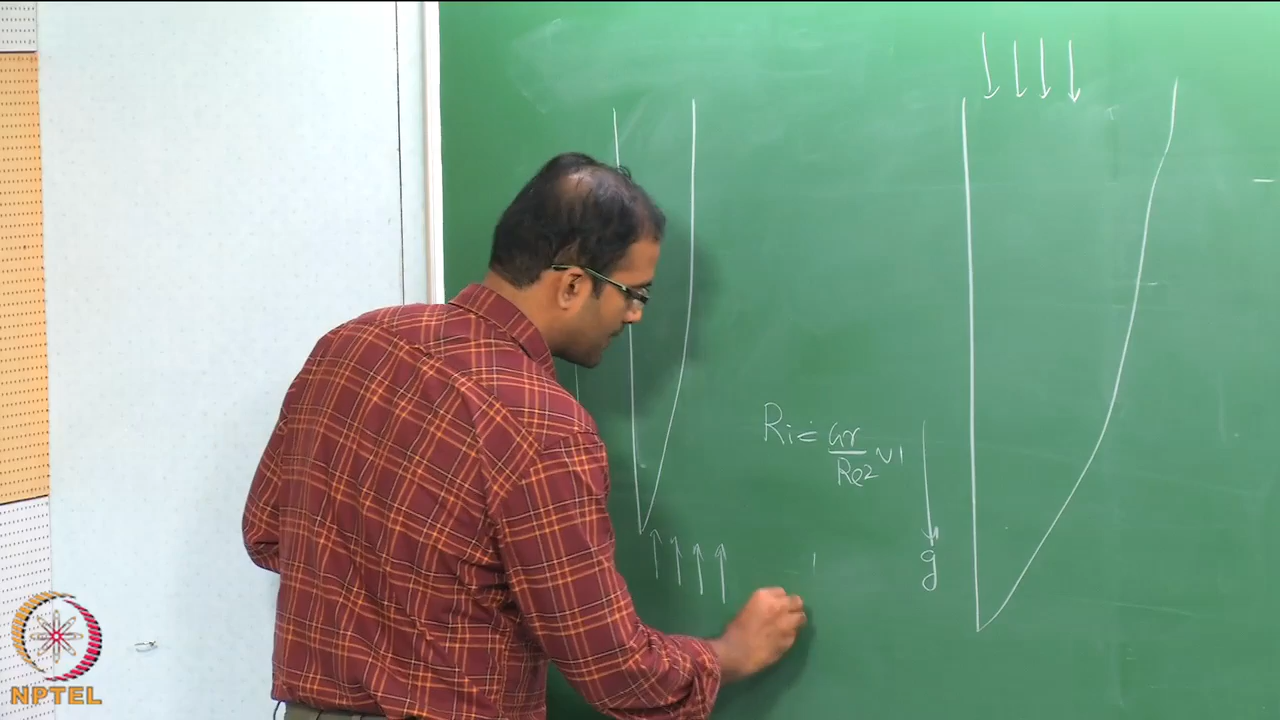 Ri = Gr/Re2 ~ 1
g
NPTEL